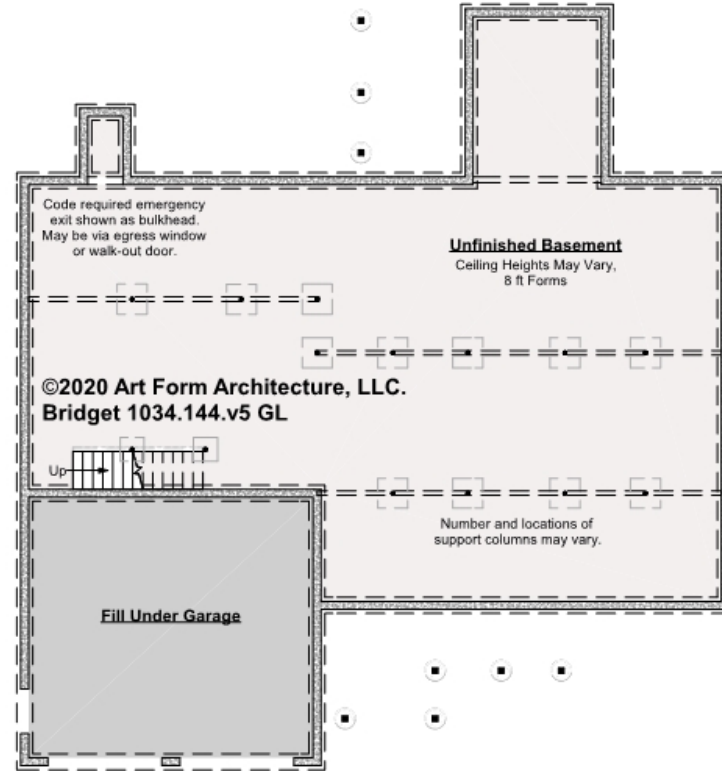 Code required emergency
exit shown as bulkhead.
May be via egress window
or walk-out door.
Unfinished Basement
Ceiling Heights May Vary,
8 ft Forms
©2020 Art Form Architecture, LLC.
Bridget 1034.144.v5 GL
Up
Number and locations of
support columns may vary.
Fill Under Garage